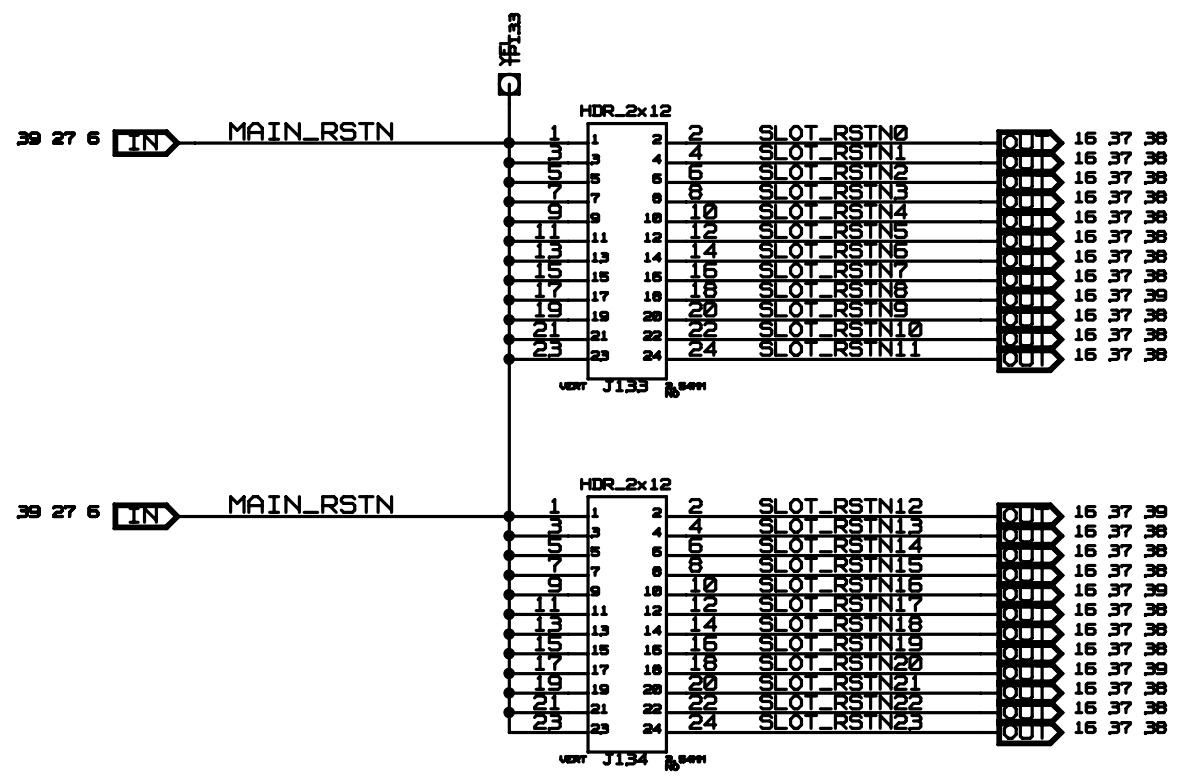 YEL
TP133
HDR_2x12
39 27 6 IN MAIN_RSTN 1 1 2 2 SLOT_RSTN0 OUT 16 37 38
3 3 4 4 SLOT_RSTN1 OUT 16 37 38
5 5 6 6 SLOT_RSTN2 OUT 16 37 38
7 7 8 8 SLOT_RSTN3 OUT 16 37 38
9 9 10 10 SLOT_RSTN4 OUT 16 37 38
11 11 12 12 SLOT_RSTN5 OUT 16 37 38
13 13 14 14 SLOT_RSTN6 OUT 16 37 38
15 15 16 16 SLOT_RSTN7 OUT 16 37 38
17 17 18 18 SLOT_RSTN8 OUT 16 37 39
19 19 20 20 SLOT_RSTN9 OUT 16 37 38
21 21 22 22 SLOT_RSTN10 OUT 16 37 38
23 23 24 24 SLOT_RSTN11 OUT 16 37 38
VERT J133 2.54MM
NO
HDR_2x12
39 27 6 IN MAIN_RSTN 1 1 2 2 SLOT_RSTN12 OUT 16 37 39
3 3 4 4 SLOT_RSTN13 OUT 16 37 38
5 5 6 6 SLOT_RSTN14 OUT 16 37 38
7 7 8 8 SLOT_RSTN15 OUT 16 37 38
9 9 10 10 SLOT_RSTN16 OUT 16 37 39
11 11 12 12 SLOT_RSTN17 OUT 16 37 38
13 13 14 14 SLOT_RSTN18 OUT 16 37 38
15 15 16 16 SLOT_RSTN19 OUT 16 37 38
17 17 18 18 SLOT_RSTN20 OUT 16 37 39
19 19 20 20 SLOT_RSTN21 OUT 16 37 38
21 21 22 22 SLOT_RSTN22 OUT 16 37 38
23 23 24 24 SLOT_RSTN23 OUT 16 37 38
VERT J134 2.54MM
NO